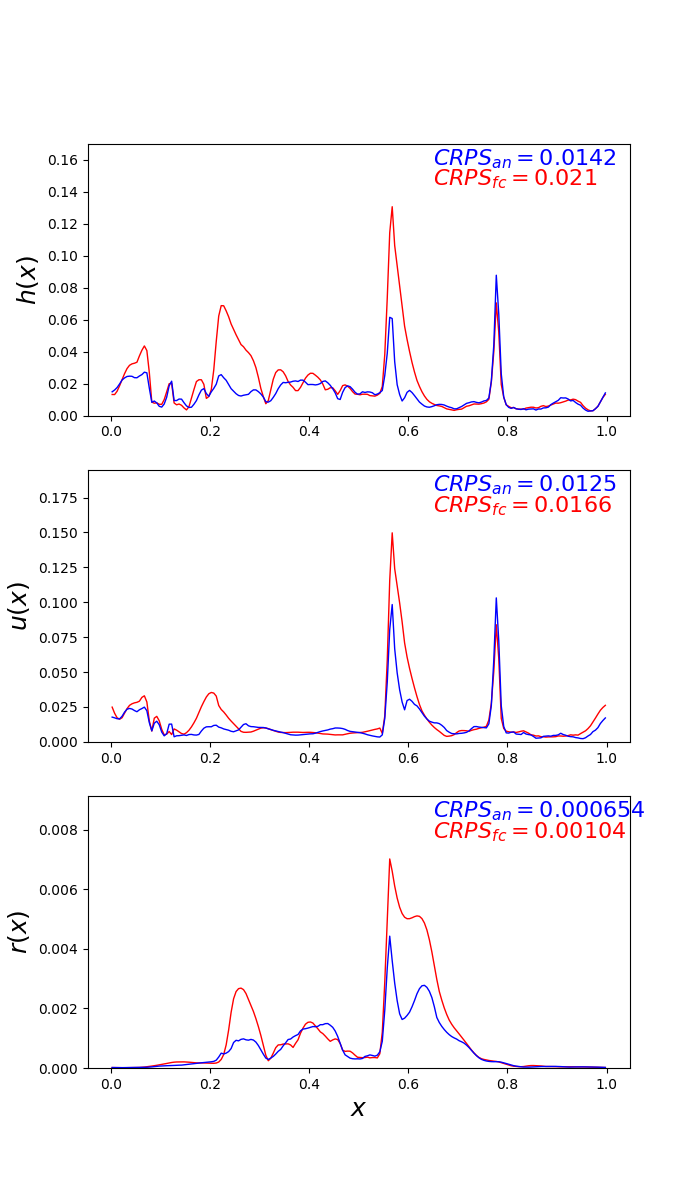 CRPS_an = 0.0142
CRPS_fc = 0.021
0.16
0.14
0.12
0.10
0.08
0.06
0.04
0.02
0.00
h(x)
0.0 0.2 0.4 0.6 0.8 1.0
CRPS_an = 0.0125
CRPS_fc = 0.0166
0.175
0.150
0.125
0.100
0.075
0.050
0.025
0.000
u(x)
0.0 0.2 0.4 0.6 0.8 1.0
CRPS_an = 0.000654
CRPS_fc = 0.00104
0.008
0.006
0.004
0.002
0.000
r(x)
0.0 0.2 0.4 0.6 0.8 1.0
x